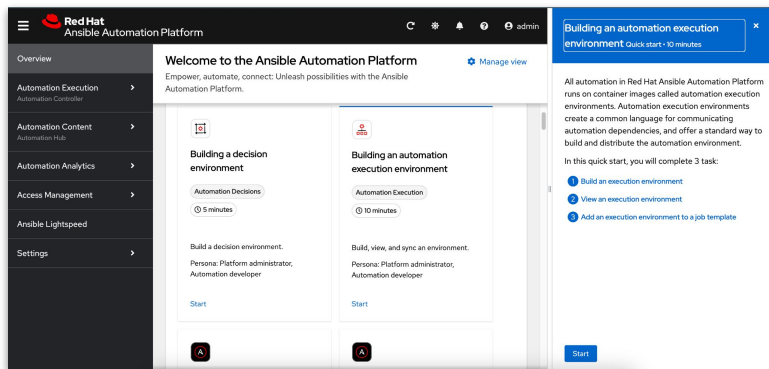 Red Hat
Ansible Automation Platform
admin
Overview
Automation Execution
Automation Controller
Automation Content
Automation Hub
Automation Analytics
Access Management
Ansible Lightspeed
Settings
Welcome to the Ansible Automation Platform
Manage view
Empower, automate, connect: Unleash possibilities with the Ansible
Automation Platform.
Building a decision
environment
Automation Decisions
5 minutes
Build a decision environment.
Persona: Platform administrator,
Automation developer
Start
Building an automation
execution environment
Automation Execution
10 minutes
Build, view, and sync an environment.
Persona: Platform administrator,
Automation developer
Start
Building an automation execution
environment Quick start • 10 minutes
All automation in Red Hat Ansible Automation Platform
runs on container images called automation execution
environments. Automation execution environments
create a common language for communicating
automation dependencies, and offer a standard way to
build and distribute the automation environment.
In this quick start, you will complete 3 task:
1 Build an execution environment
2 View an execution environment
3 Add an execution environment to a job template
Start